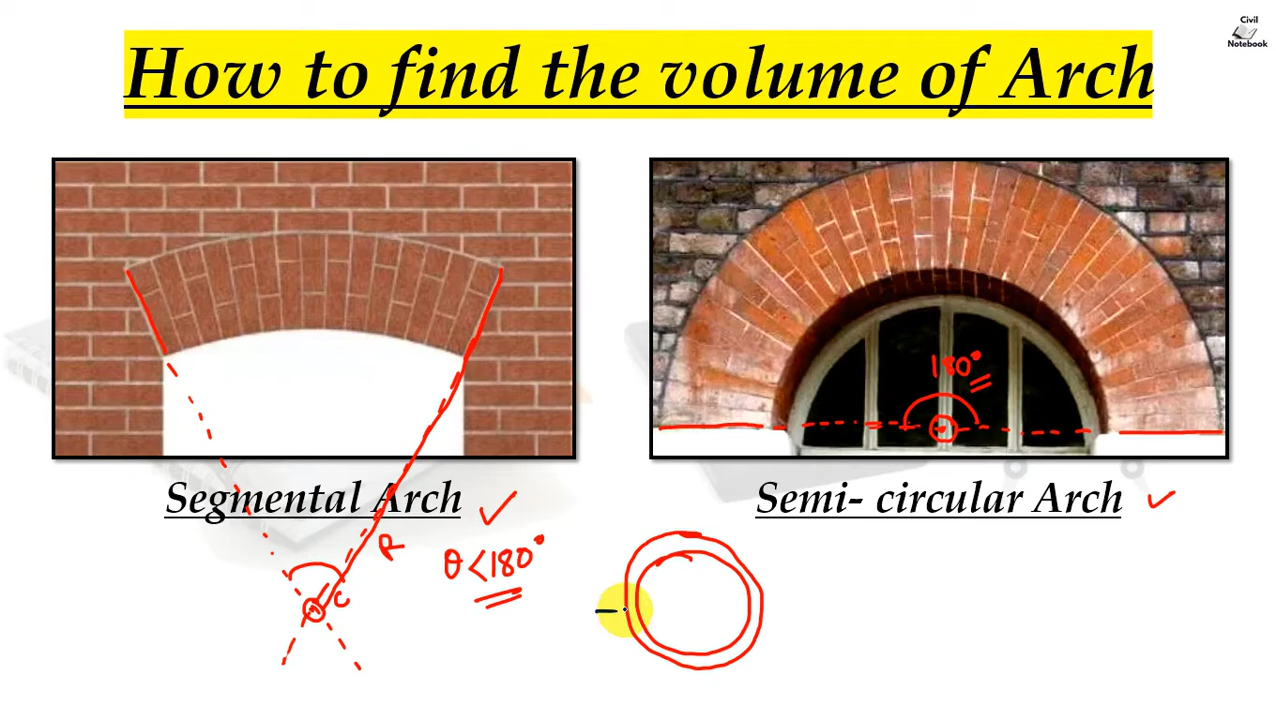 Civil
Notebook
How to find the volume of Arch
180°
Segmental Arch
Semi- circular Arch
R
θ < 180°
C